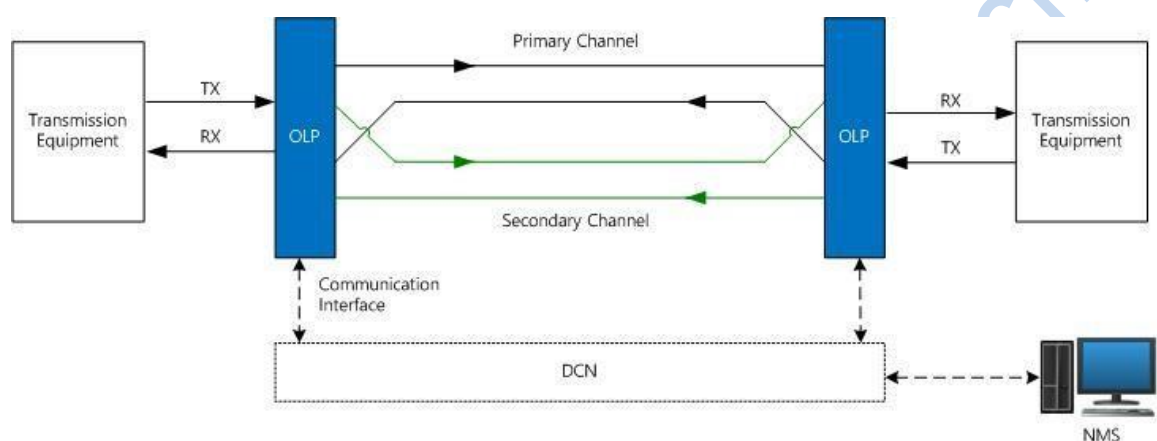 Primary Channel
TX
RX
Transmission
Equipment
OLP
OLP
RX
TX
Transmission
Equipment
Secondary Channel
Communication
Interface
DCN
NMS